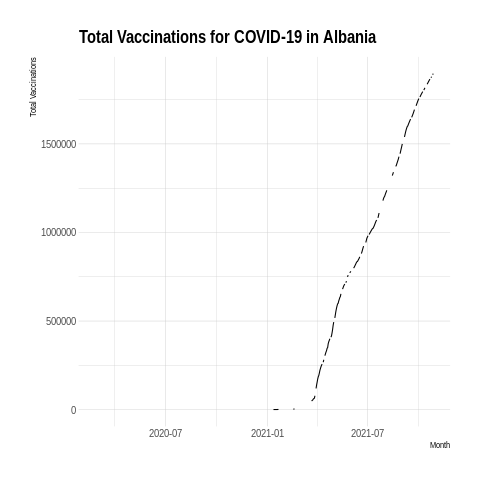 Total Vaccinations for COVID-19 in Albania
Total Vaccinations
1500000
1000000
500000
0
2020-07 2021-01 2021-07
Month